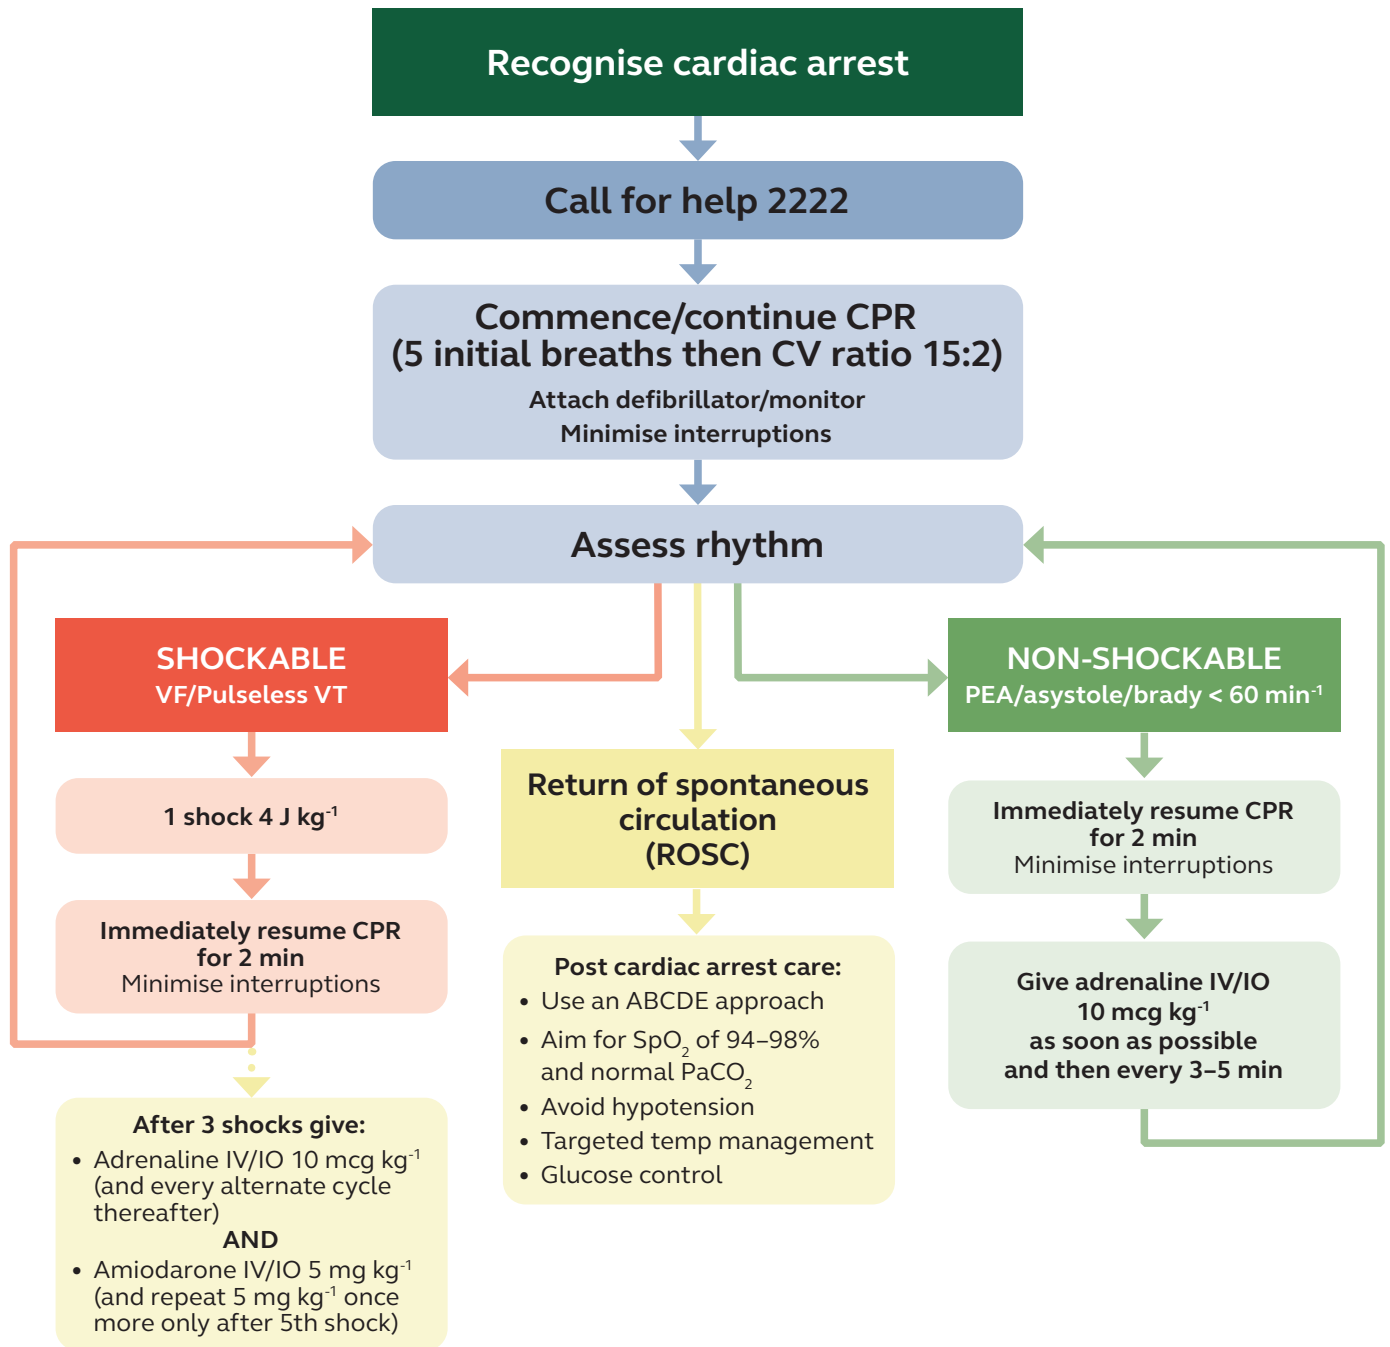 Recognise cardiac arrest
Call for help 2222
Commence/continue CPR
(5 initial breaths then CV ratio 15:2)
Attach defibrillator/monitor
Minimise interruptions
Assess rhythm
SHOCKABLE
VF/Pulseless VT
1 shock 4 J kg⁻¹
Immediately resume CPR
for 2 min
Minimise interruptions
After 3 shocks give:
• Adrenaline IV/IO 10 mcg kg⁻¹
(and every alternate cycle
thereafter)
AND
• Amiodarone IV/IO 5 mg kg⁻¹
(and repeat 5 mg kg⁻¹ once
more only after 5th shock)
Return of spontaneous
circulation
(ROSC)
Post cardiac arrest care:
• Use an ABCDE approach
• Aim for SpO₂ of 94–98%
and normal PaCO₂
• Avoid hypotension
• Targeted temp management
• Glucose control
NON-SHOCKABLE
PEA/asystole/brady < 60 min⁻¹
Immediately resume CPR
for 2 min
Minimise interruptions
Give adrenaline IV/IO
10 mcg kg⁻¹
as soon as possible
and then every 3–5 min